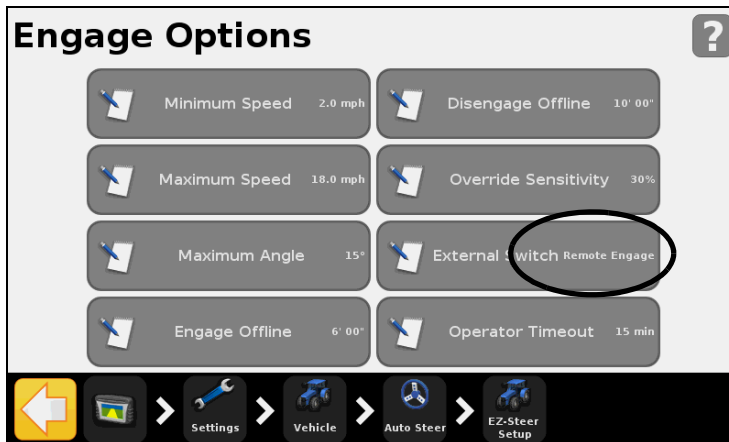 Engage Options
?
Minimum Speed 2.0 mph
Disengage Offline 10' 00"
Maximum Speed 18.0 mph
Override Sensitivity 30%
Maximum Angle 15°
External Switch Remote Engage
Engage Offline 6' 00"
Operator Timeout 15 min
Settings
Vehicle
Auto Steer
EZ-Steer
Setup